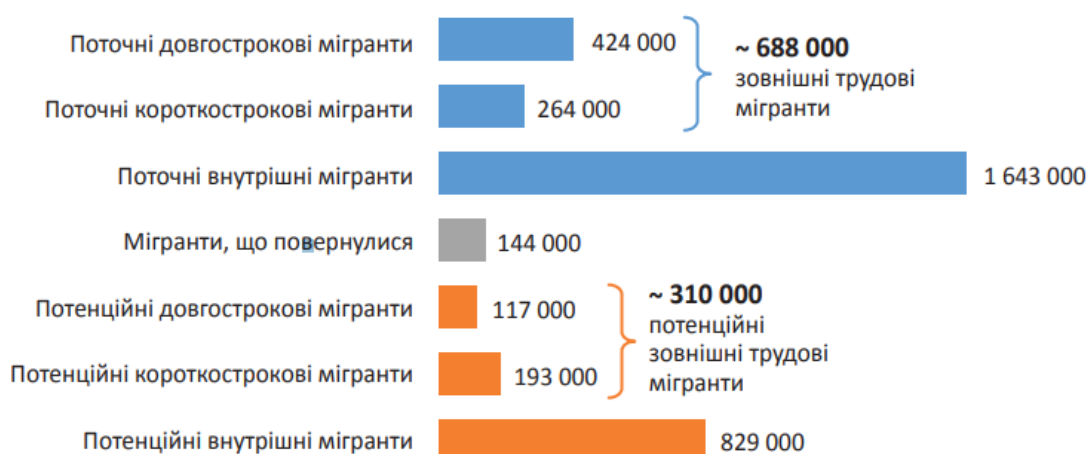 Поточні довгострокові мігранти
424 000
~ 688 000
зовнішні трудові
мігранти
Поточні короткострокові мігранти
264 000
Поточні внутрішні мігранти
1 643 000
Мігранти, що повернулися
144 000
Потенційні довгострокові мігранти
117 000
~ 310 000
потенційні
зовнішні трудові
мігранти
Потенційні короткострокові мігранти
193 000
Потенційні внутрішні мігранти
829 000